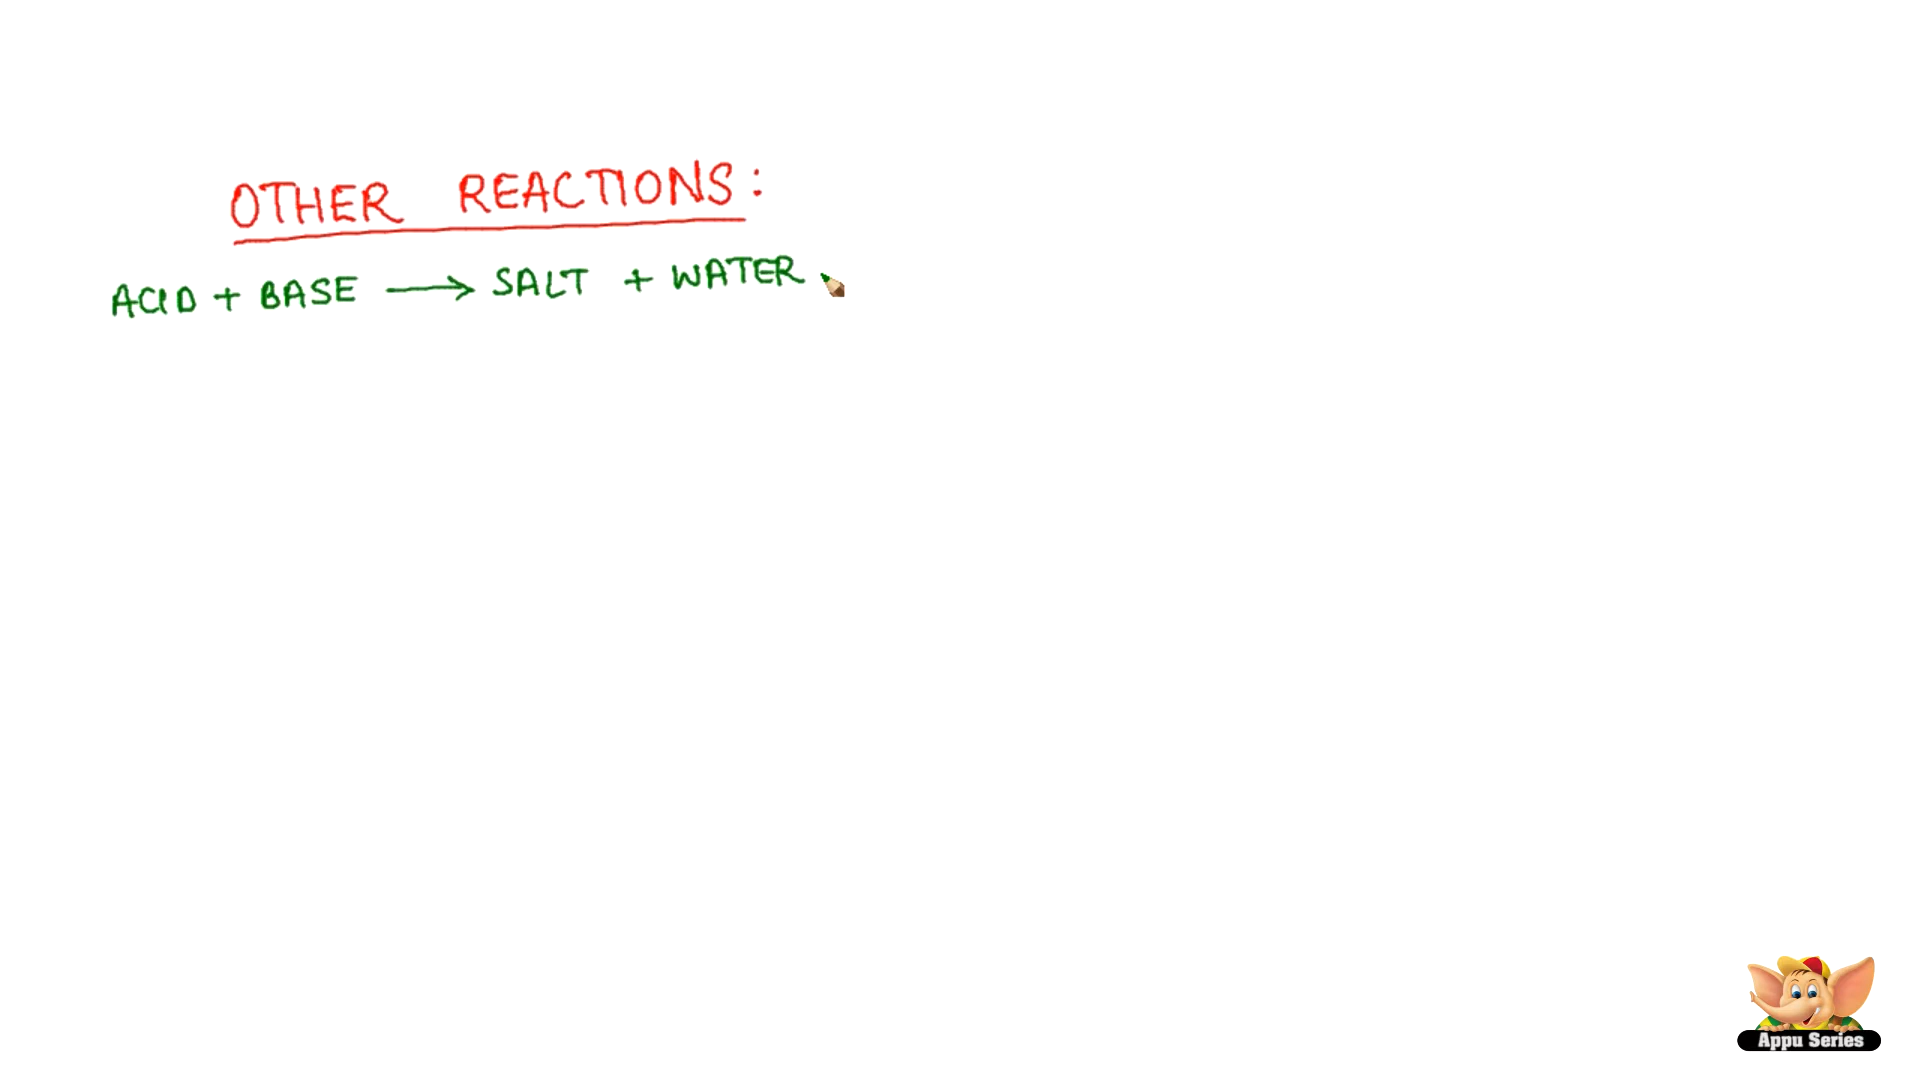 OTHER REACTIONS:
ACID + BASE → SALT + WATER
Appu Series